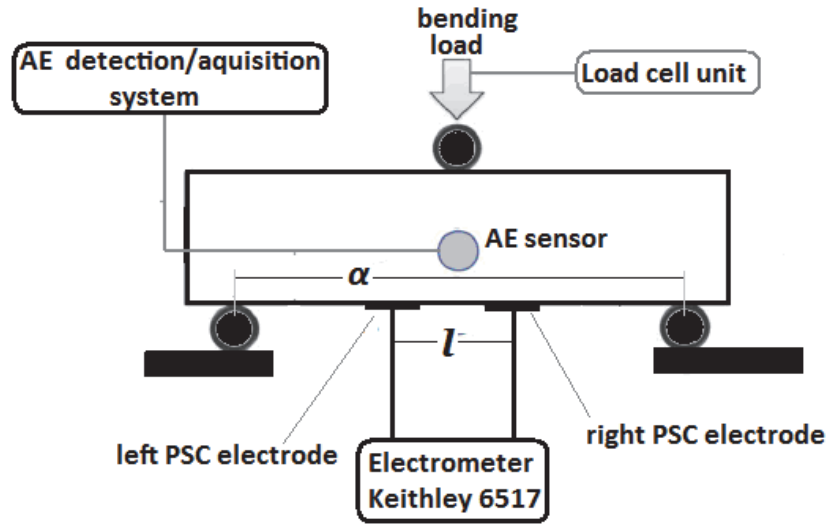 bending
load
AE detection/aquisition
system
Load cell unit
AE sensor
α
l
left PSC electrode
right PSC electrode
Electrometer
Keithley 6517